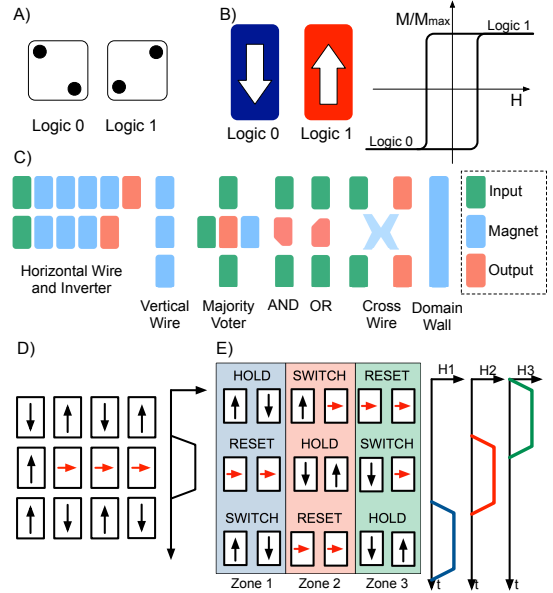 A)
Logic 0
Logic 1
B)
Logic 0
Logic 1
M/Mmax
Logic 1
H
Logic 0
C)
Horizontal Wire
and Inverter
Vertical
Wire
Majority
Voter
AND
OR
Cross
Wire
Domain
Wall
Input
Magnet
Output
D)
E)
HOLD
SWITCH
RESET
RESET
HOLD
SWITCH
SWITCH
RESET
HOLD
Zone 1
Zone 2
Zone 3
H1
H2
H3
t
t
t